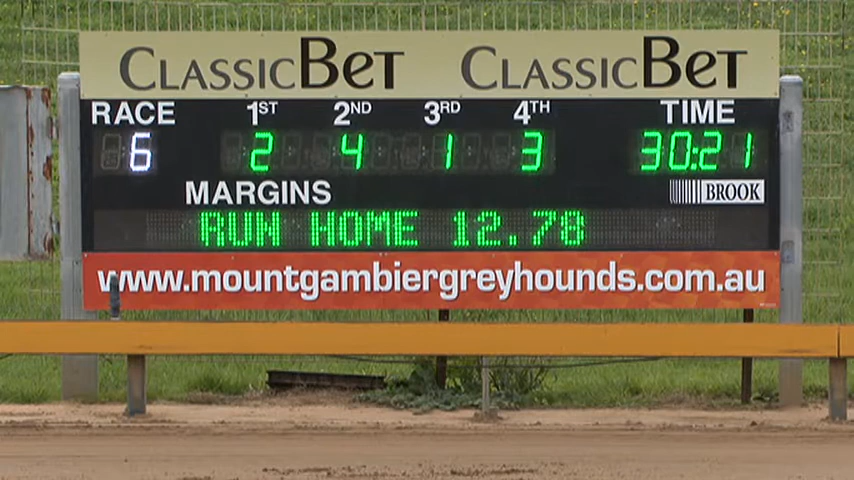 CLASSICBET CLASSICBET
RACE 1ST 2ND 3RD 4TH TIME
6 2 4 1 3 30:21
MARGINS BROOK
RUN HOME 12.78
www.mountgambiergreyhounds.com.au